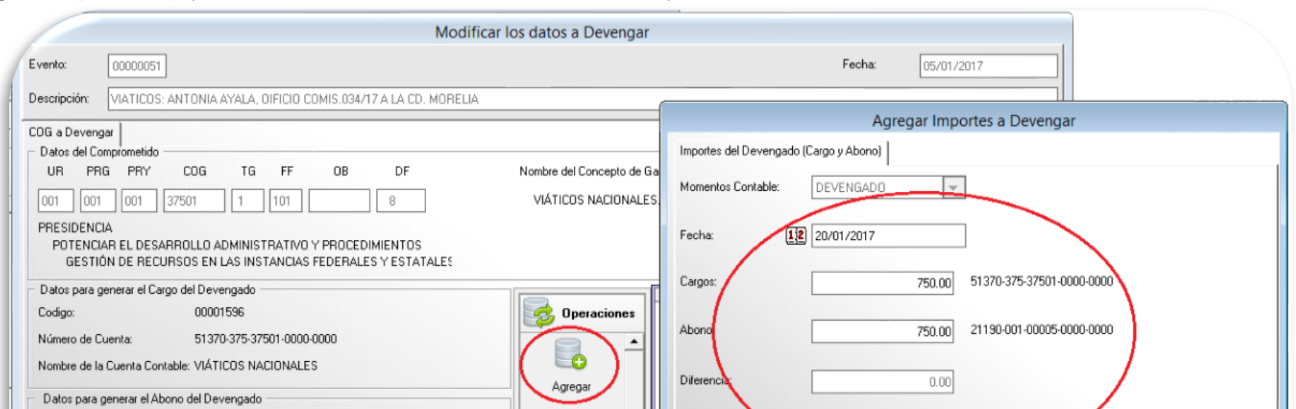 Modificar los datos a Devengar
Evento: 00000051 Fecha: 05/01/2017
Descripción: VIATICOS: ANTONIA AYALA, OIFICIO COMIS.034/17 A LA CD. MORELIA
COG a Devengar
Datos del Comprometido
UR PRG PRY COG TG FF OB DF Nombre del Concepto de Ga
001 001 001 37501 1 101 8 VIÁTICOS NACIONALES.
PRESIDENCIA
POTENCIAR EL DESARROLLO ADMINISTRATIVO Y PROCEDIMIENTOS
GESTIÓN DE RECURSOS EN LAS INSTANCIAS FEDERALES Y ESTATALES
Datos para generar el Cargo del Devengado
Codigo: 00001596
Número de Cuenta: 51370-375-37501-0000-0000
Nombre de la Cuenta Contable: VIÁTICOS NACIONALES
Datos para generar el Abono del Devengado
Operaciones
Agregar
Agregar Importes a Devengar
Importes del Devengado (Cargo y Abono)
Momentos Contable: DEVENGADO
Fecha: 12 20/01/2017
Cargos: 750.00 51370-375-37501-0000-0000
Abono 750.00 21190-001-00005-0000-0000
Diferencia: 0.00